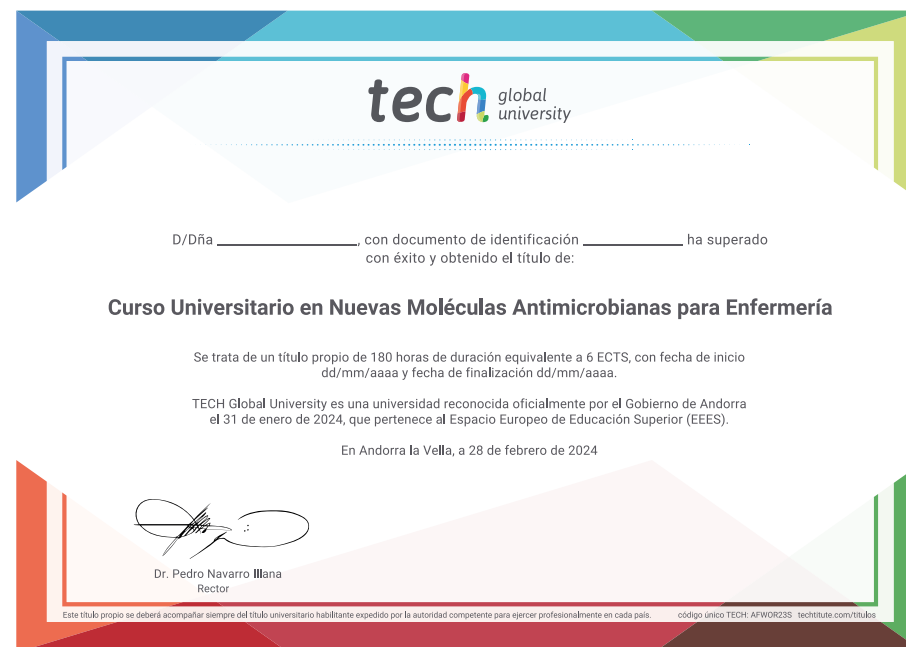 tech global university
D/Dña ____________, con documento de identificación ____________ ha superado
con éxito y obtenido el título de:
Curso Universitario en Nuevas Moléculas Antimicrobianas para Enfermería
Se trata de un título propio de 180 horas de duración equivalente a 6 ECTS, con fecha de inicio
dd/mm/aaaa y fecha de finalización dd/mm/aaaa.
TECH Global University es una universidad reconocida oficialmente por el Gobierno de Andorra
el 31 de enero de 2024, que pertenece al Espacio Europeo de Educación Superior (EEES).
En Andorra la Vella, a 28 de febrero de 2024
Dr. Pedro Navarro Illana
Rector
Este título propio se deberá acompañar siempre del título universitario habilitante expedido por la autoridad competente para ejercer profesionalmente en cada país. código único TECH: AFWOR23S techtitute.com/titulos